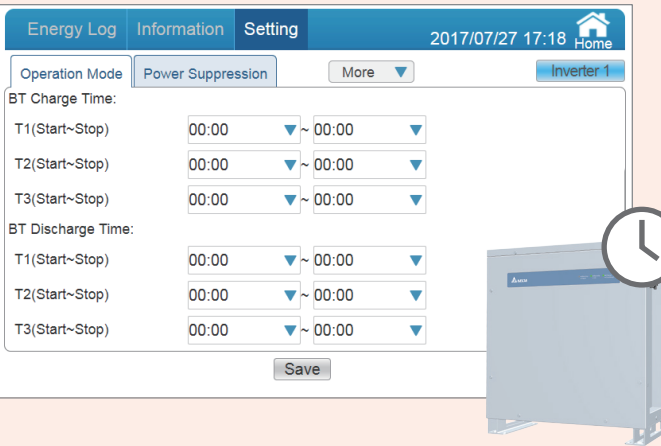 Energy Log Information Setting 2017/07/27 17:18 Home
Operation Mode Power Suppression More Inverter 1
BT Charge Time:
T1(Start~Stop) 00:00 ~ 00:00
T2(Start~Stop) 00:00 ~ 00:00
T3(Start~Stop) 00:00 ~ 00:00
BT Discharge Time:
T1(Start~Stop) 00:00 ~ 00:00
T2(Start~Stop) 00:00 ~ 00:00
T3(Start~Stop) 00:00 ~ 00:00
Save